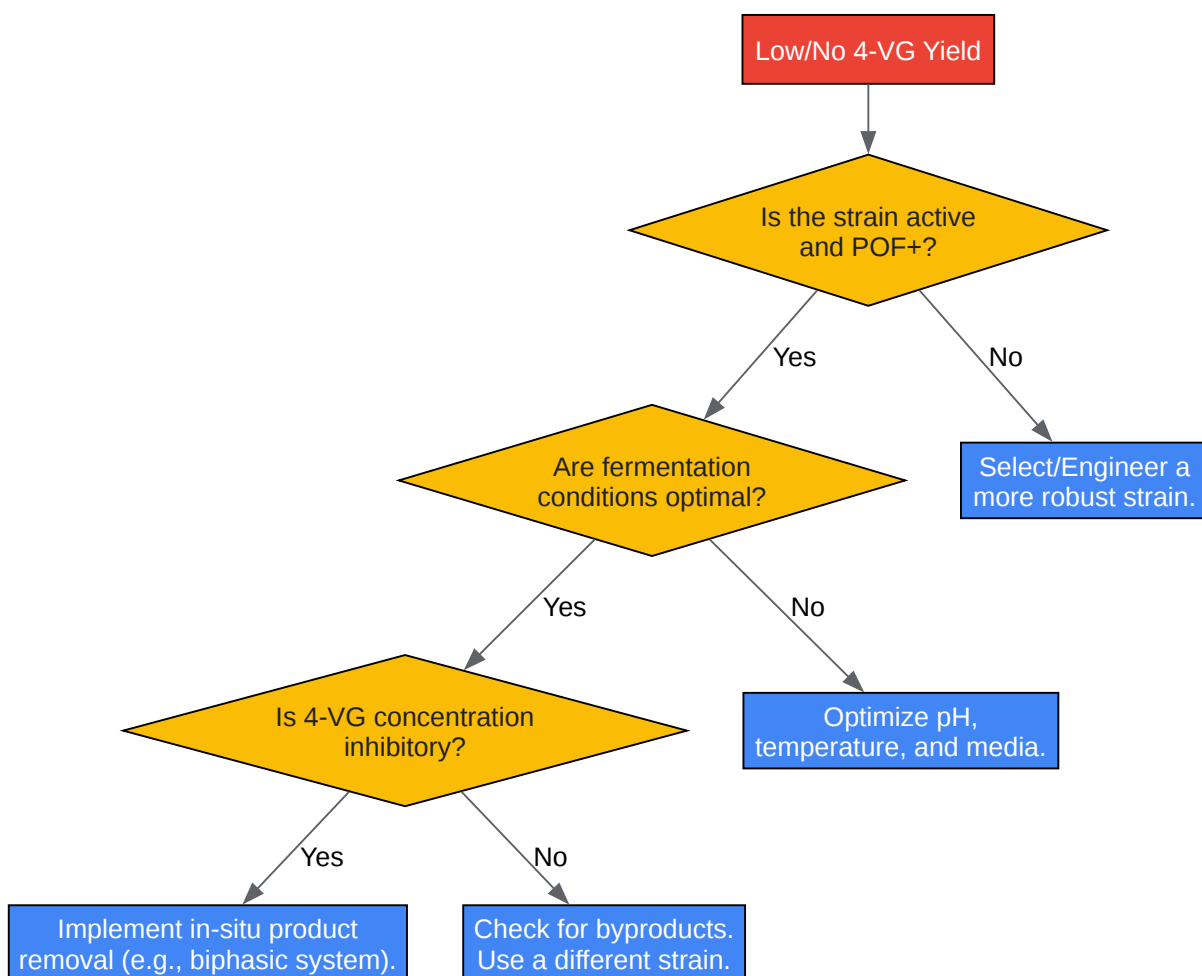 Low/No 4-VG Yield
Is the strain active
and POF+?
Yes
No
Are fermentation
conditions optimal?
Select/Engineer a
more robust strain.
Yes
No
Is 4-VG concentration
inhibitory?
Optimize pH,
temperature, and media.
Yes
No
Implement in-situ product
removal (e.g., biphasic system).
Check for byproducts.
Use a different strain.